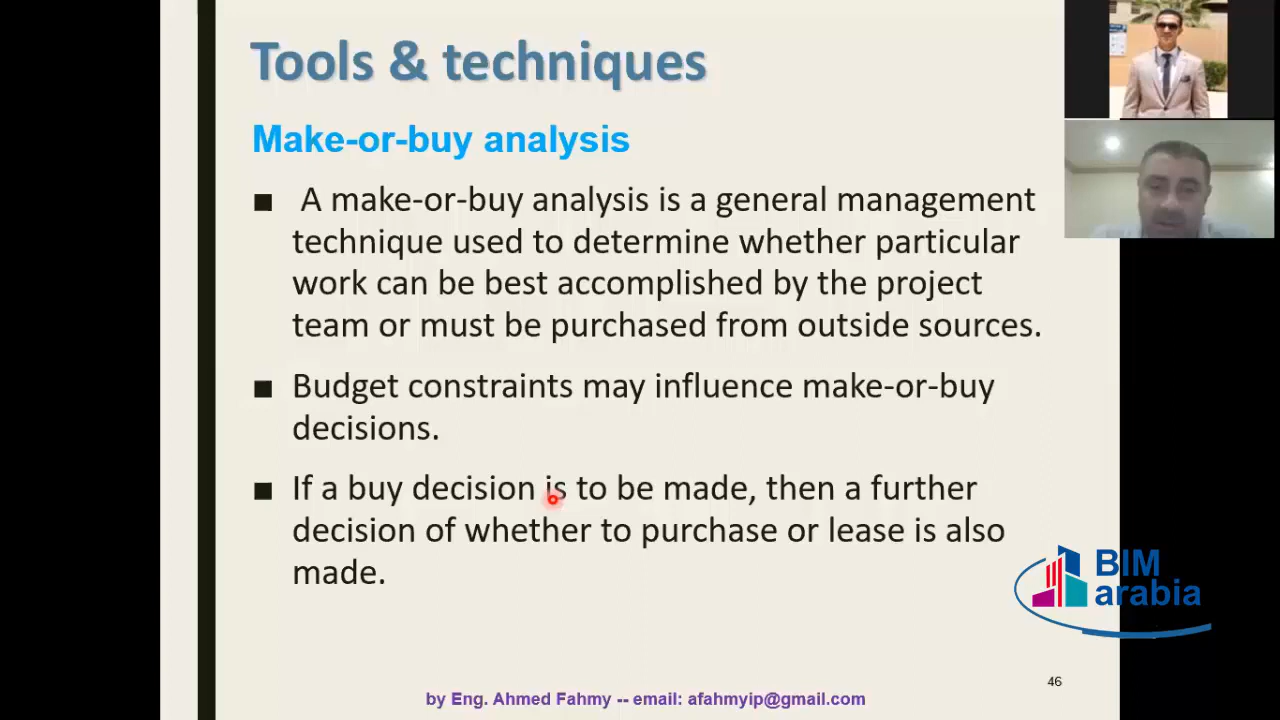 Tools & techniques
Make-or-buy analysis
■ A make-or-buy analysis is a general management
technique used to determine whether particular
work can be best accomplished by the project
team or must be purchased from outside sources.
■ Budget constraints may influence make-or-buy
decisions.
■ If a buy decision is to be made, then a further
decision of whether to purchase or lease is also
made.
BIM
arabia
46
by Eng. Ahmed Fahmy -- email: afahmyip@gmail.com